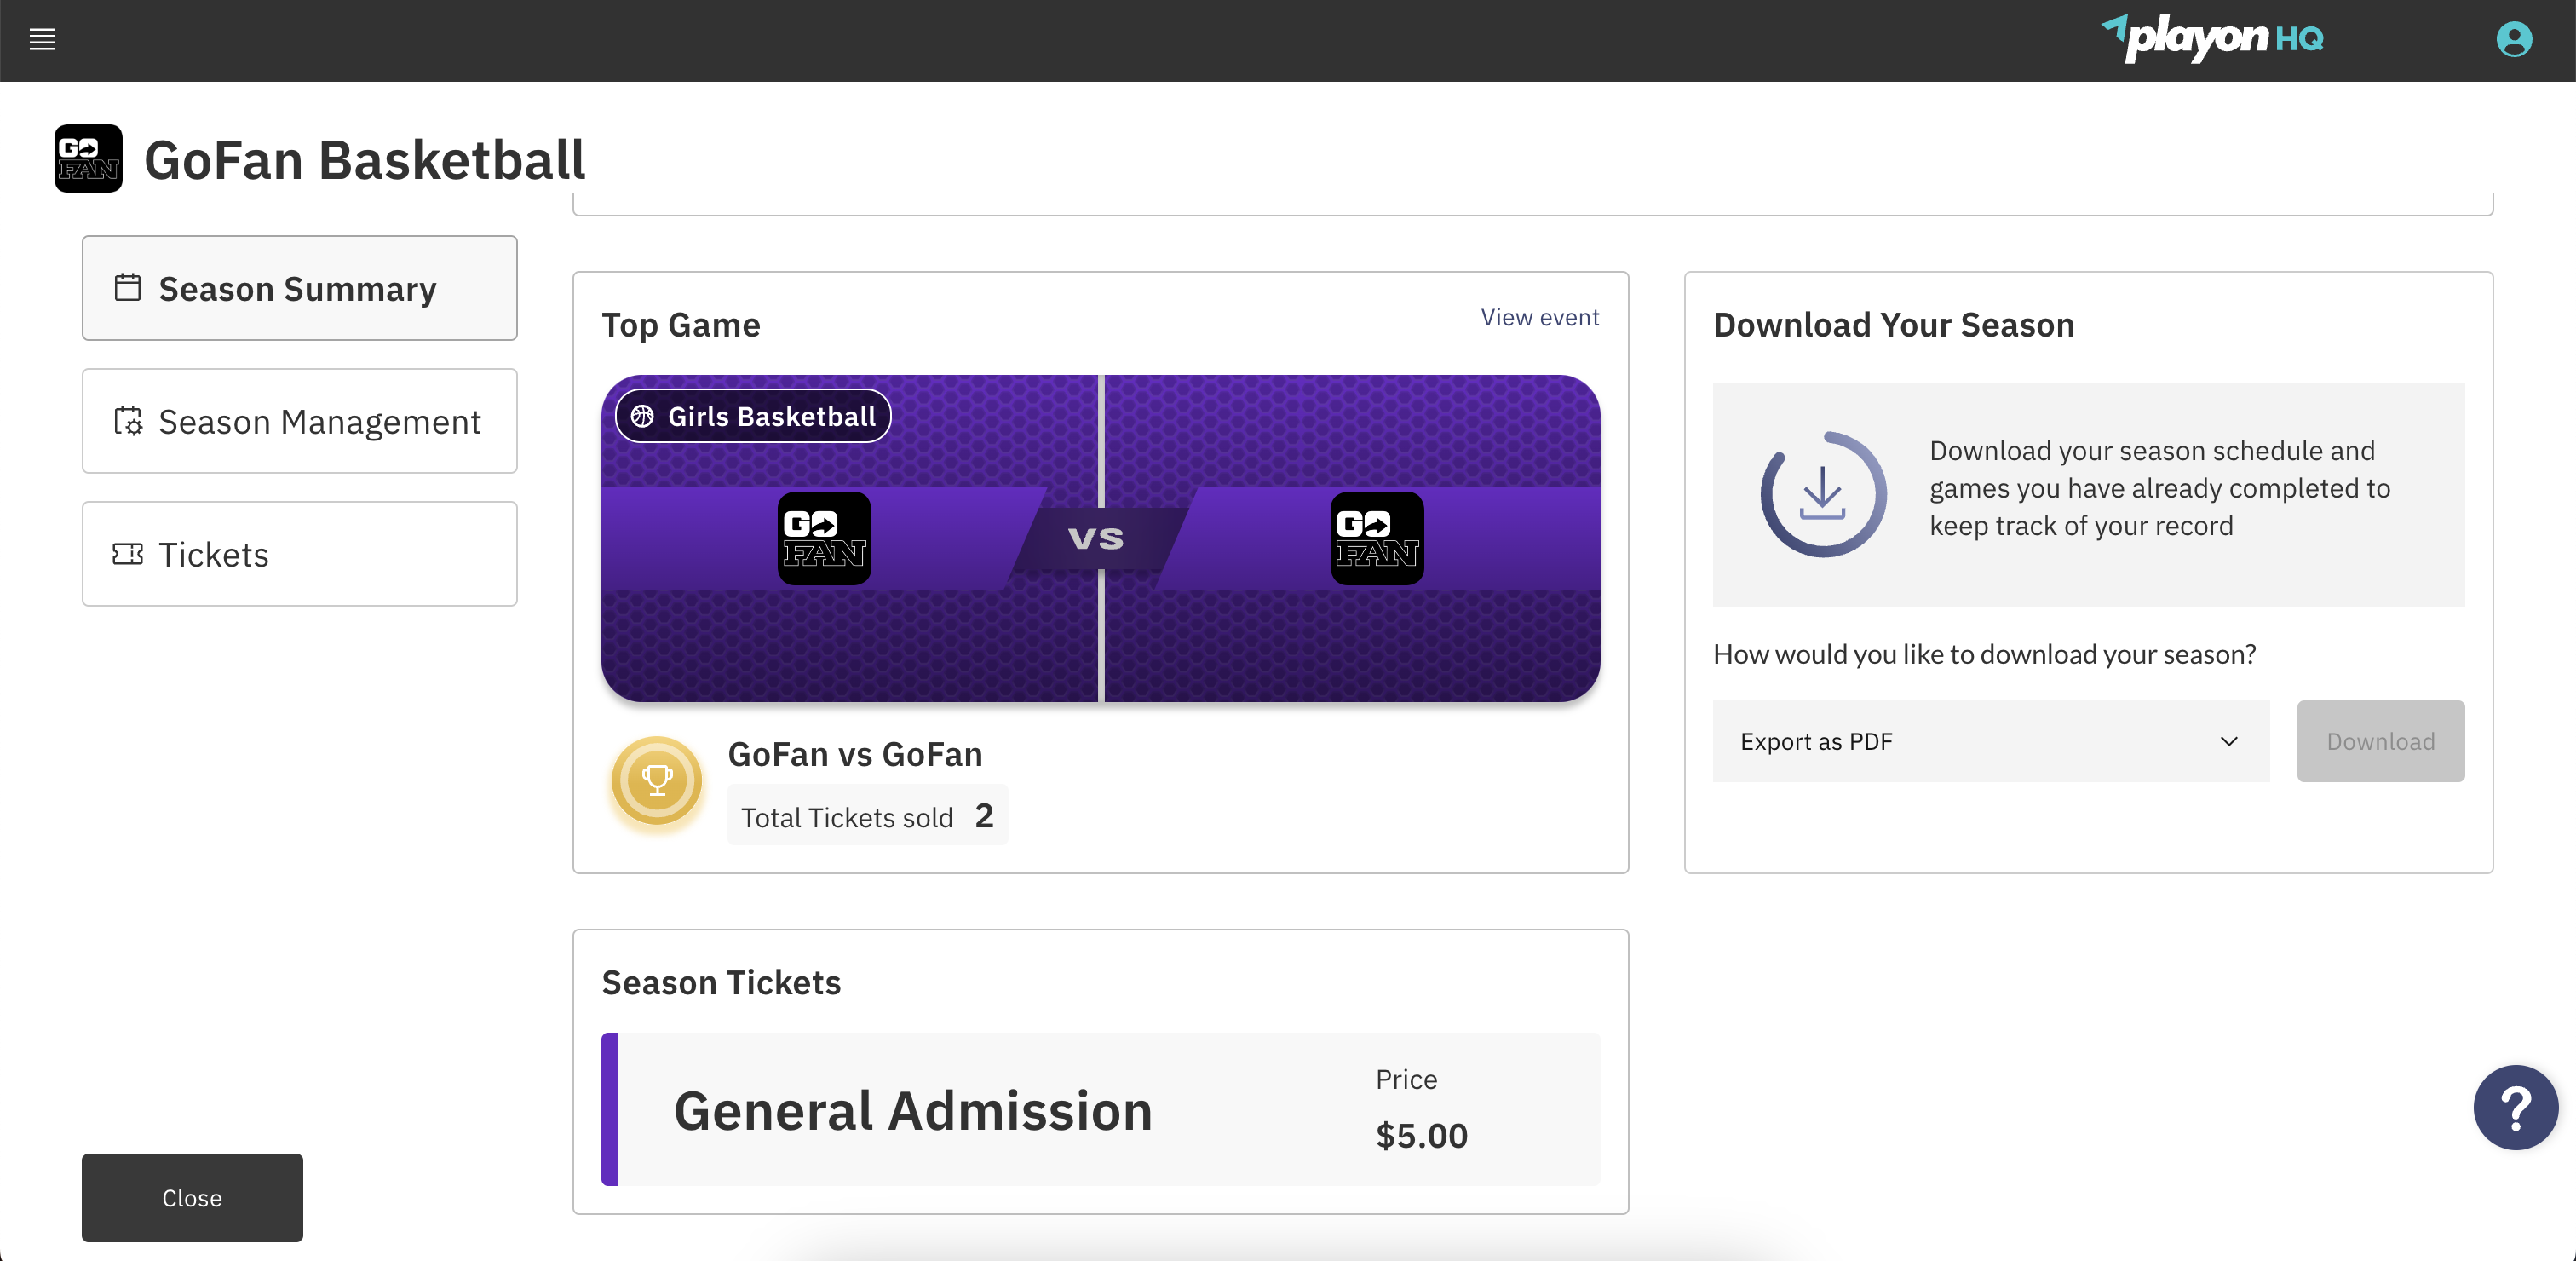 playon HQ
GO FAN
GoFan Basketball
Season Summary
Season Management
Tickets
Close
Top Game
View event
Girls Basketball
GO FAN
VS
GO FAN
GoFan vs GoFan
Total Tickets sold 2
Download Your Season
Download your season schedule and
games you have already completed to
keep track of your record
How would you like to download your season?
Export as PDF
Download
Season Tickets
General Admission
Price
$5.00
?